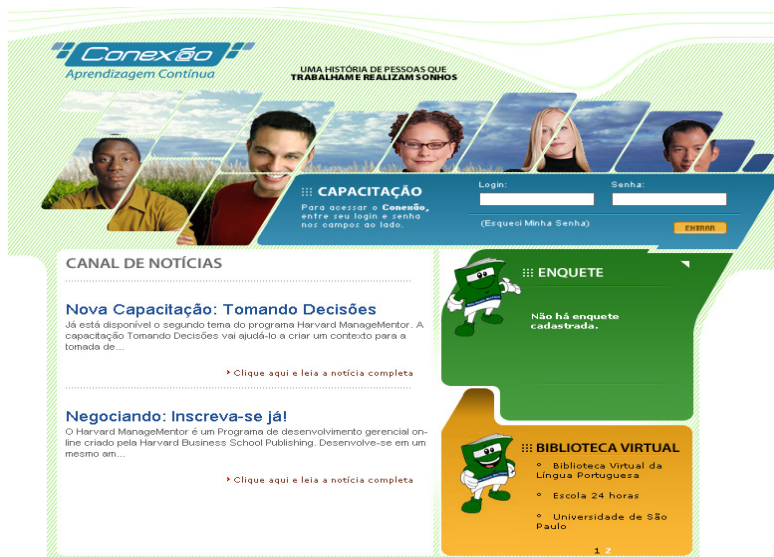 Conexão
Aprendizagem Contínua
UMA HISTÓRIA DE PESSOAS QUE
TRABALHAM E REALIZAM SONHOS
CAPACITAÇÃO
Para acessar o Conexão,
entre seu login e senha
nos campos ao lado.
Login:
Senha:
(Esqueci Minha Senha)
ENTRAR
CANAL DE NOTÍCIAS
Nova Capacitação: Tomando Decisões
Já está disponível o segundo tema do programa Harvard ManageMentor. A
capacitação Tomando Decisões vai ajudá-lo a criar um contexto para a
tomada de...
Clique aqui e leia a notícia completa
Negociando: Inscreva-se já!
O Harvard ManageMentor é um Programa de desenvolvimento gerencial on-
line criado pela Harvard Business School Publishing. Desenvolve-se em um
mesmo am...
Clique aqui e leia a notícia completa
ENQUETE
Não há enquete
cadastrada.
BIBLIOTECA VIRTUAL
Biblioteca Virtual da
Língua Portuguesa
Escola 24 horas
Universidade de São
Paulo
1 2